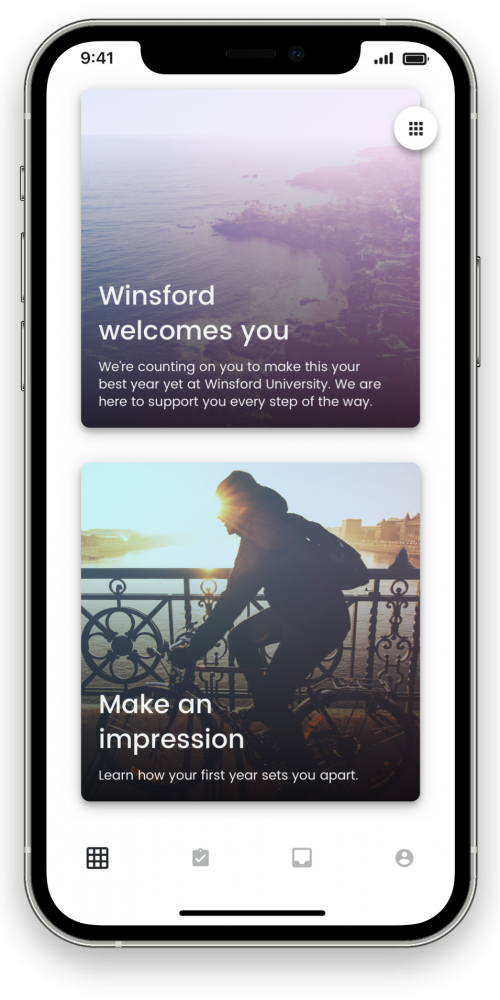 9:41
Winsford
welcomes you
We're counting on you to make this your
best year yet at Winsford University. We are
here to support you every step of the way.
Make an
impression
Learn how your first year sets you apart.